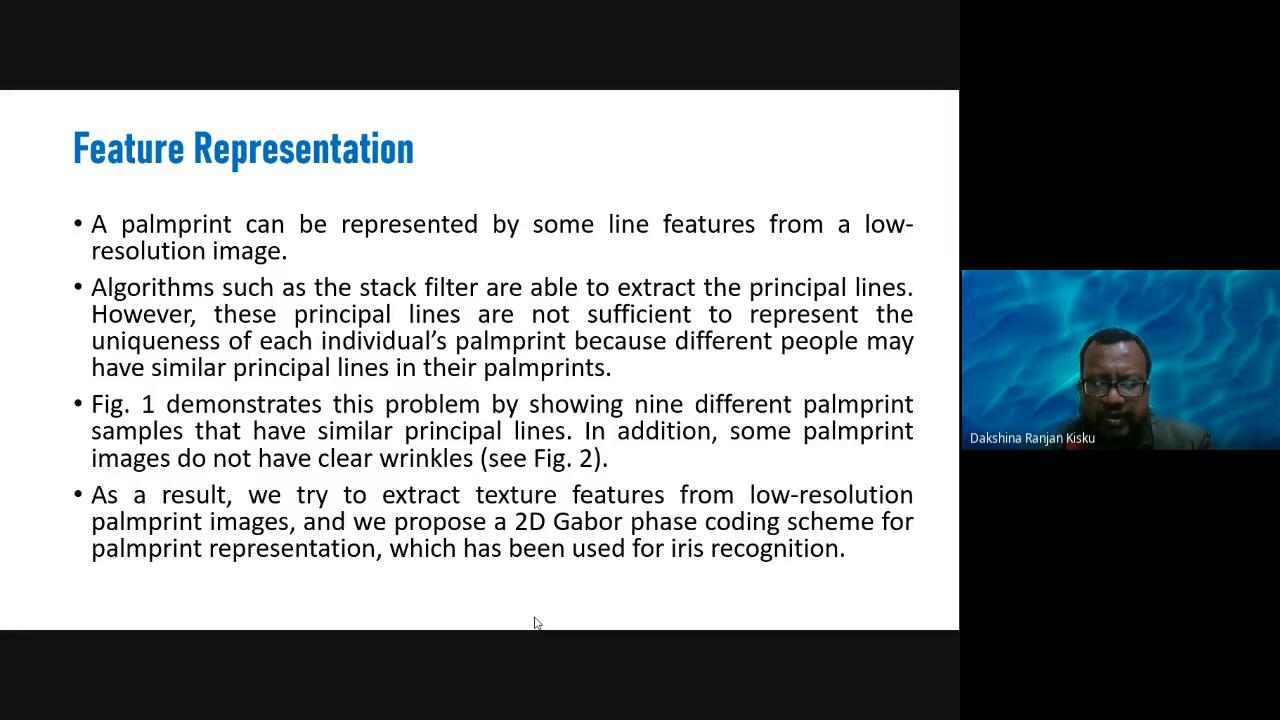 Feature Representation
• A palmprint can be represented by some line features from a low-
resolution image.
• Algorithms such as the stack filter are able to extract the principal lines.
However, these principal lines are not sufficient to represent the
uniqueness of each individual’s palmprint because different people may
have similar principal lines in their palmprints.
• Fig. 1 demonstrates this problem by showing nine different palmprint
samples that have similar principal lines. In addition, some palmprint
images do not have clear wrinkles (see Fig. 2).
• As a result, we try to extract texture features from low-resolution
palmprint images, and we propose a 2D Gabor phase coding scheme for
palmprint representation, which has been used for iris recognition.
Dakshina Ranjan Kisku